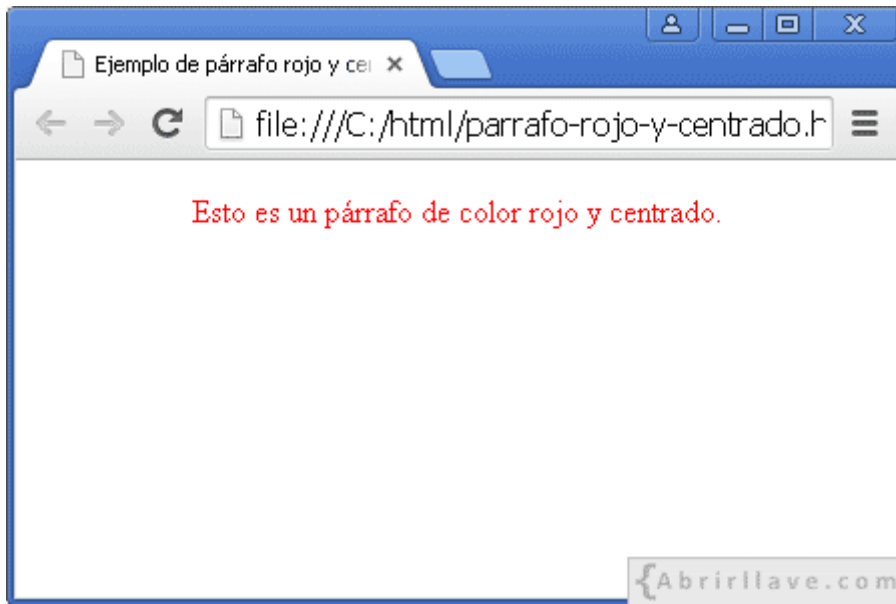 Ejemplo de párrafo rojo y cer
file:///C:/html/parrafo-rojo-y-centrado.h
Esto es un párrafo de color rojo y centrado.
{Abrirllave.com